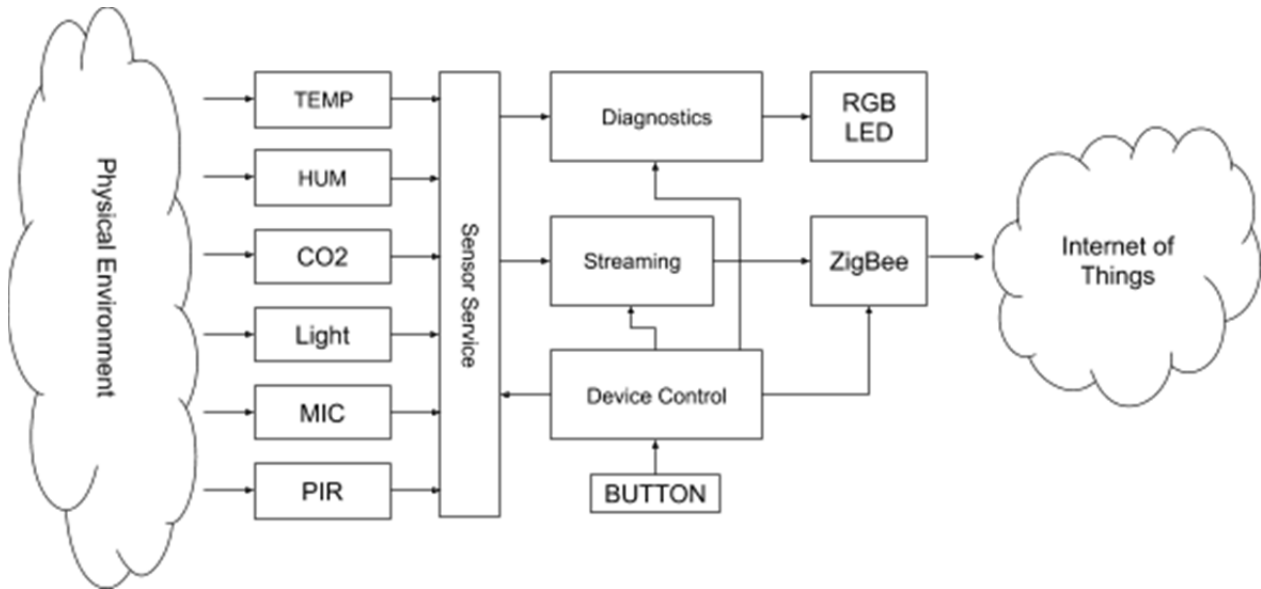 Physical Environment
TEMP
HUM
CO2
Light
MIC
PIR
Sensor Service
Diagnostics
Streaming
Device Control
BUTTON
RGB
LED
ZigBee
Internet of
Things